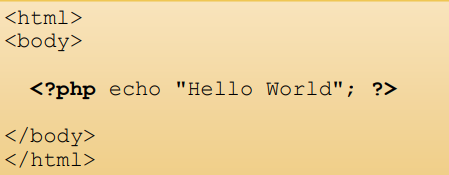 <html>
<body>
<?php echo "Hello World"; ?>
</body>
</html>